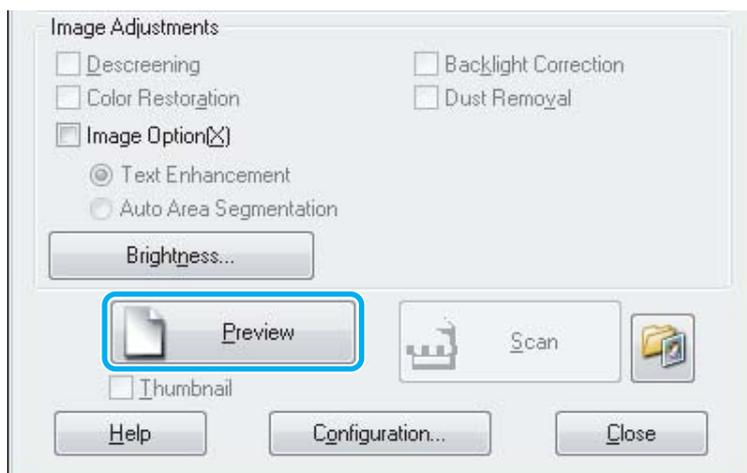 Image Adjustments
Descreening
Backlight Correction
Color Restoration
Dust Removal
Image Option(X)
Text Enhancement
Auto Area Segmentation
Brightness...
Preview
Scan
Thumbnail
Help
Configuration...
Close